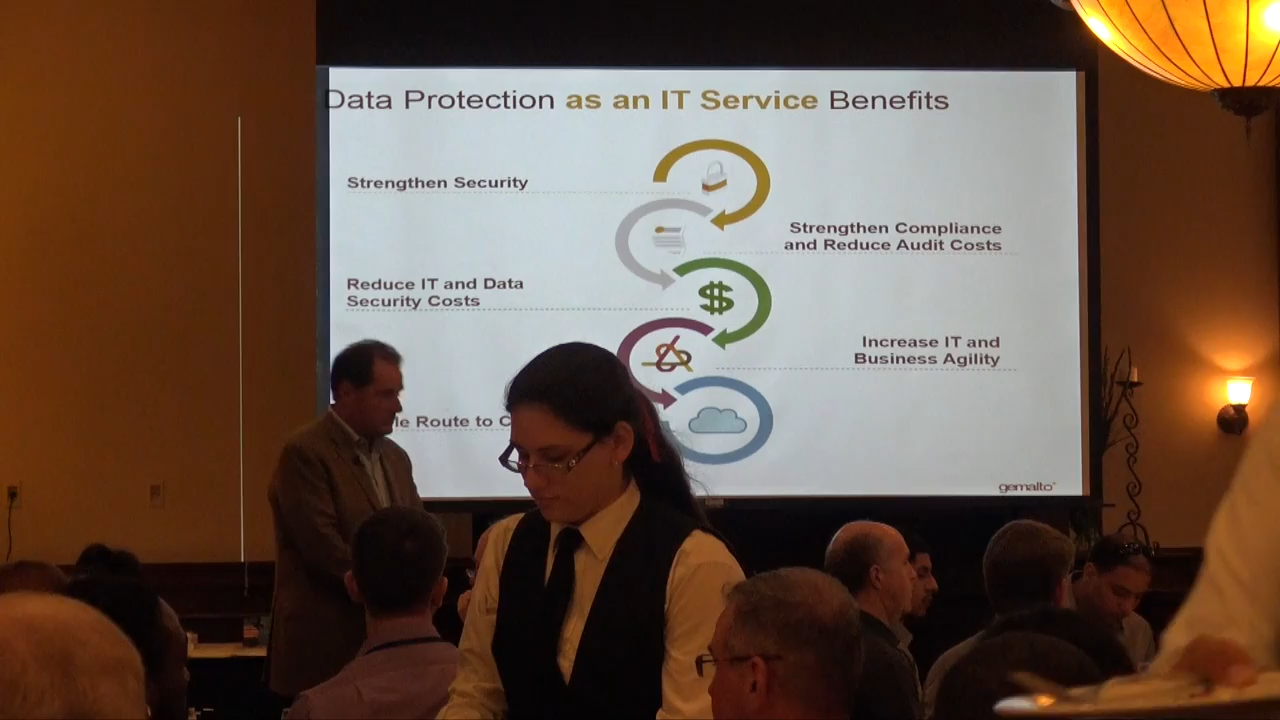 Data Protection as an IT Service Benefits
Strengthen Security
Strengthen Compliance
and Reduce Audit Costs
Reduce IT and Data
Security Costs
Increase IT and
Business Agility
Route to
gemalto